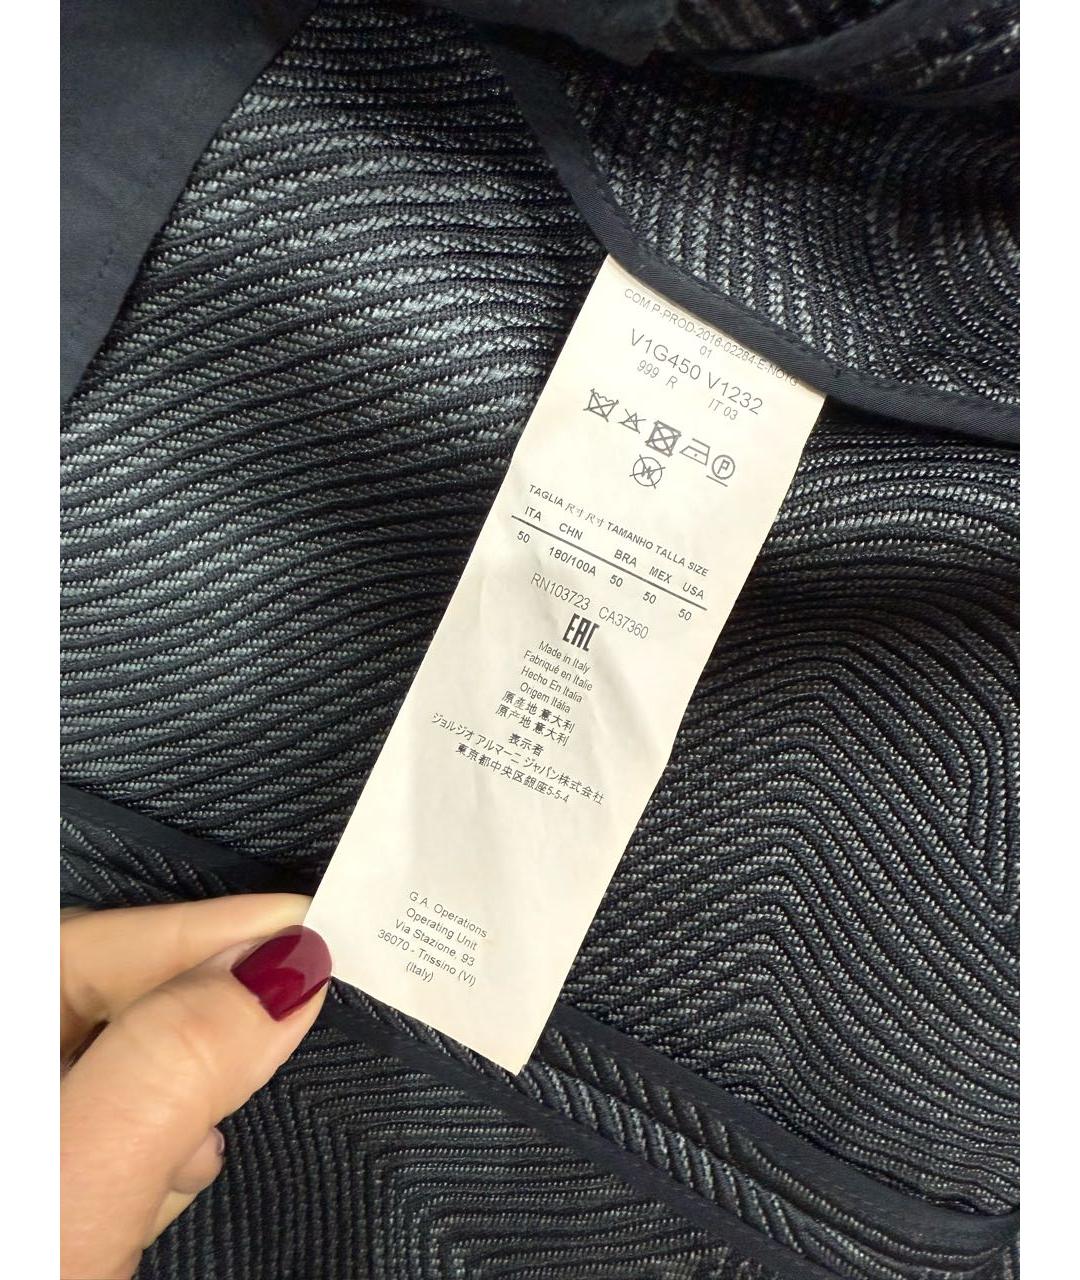 COM.P-PROD-2016-02284-E-NOTG
01
V1G450 V1232
999 R IT 03
P
W
TAGLIA 尺寸 尺寸 TAMANHO TALLA SIZE
ITA CHN BRA MEX USA
50 180/100A 50 50 50
RN103723 CA37360
EAC
Made in Italy
Fabriqué en Italie
Hecho En Italia
Origem Itália
原產地 意大利
原产地 意大利
表示者
ジョルジオ アルマーニ ジャパン株式会社
東京都中央区銀座5-5-4
G.A. Operations
Operating Unit
Via Stazione, 93
36070 - Trissino (VI)
(Italy)